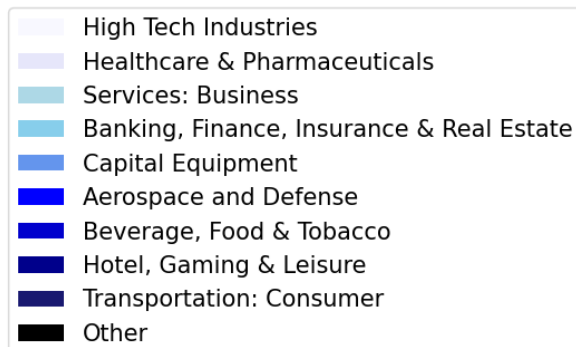 High Tech Industries
Healthcare & Pharmaceuticals
Services: Business
Banking, Finance, Insurance & Real Estate
Capital Equipment
Aerospace and Defense
Beverage, Food & Tobacco
Hotel, Gaming & Leisure
Transportation: Consumer
Other